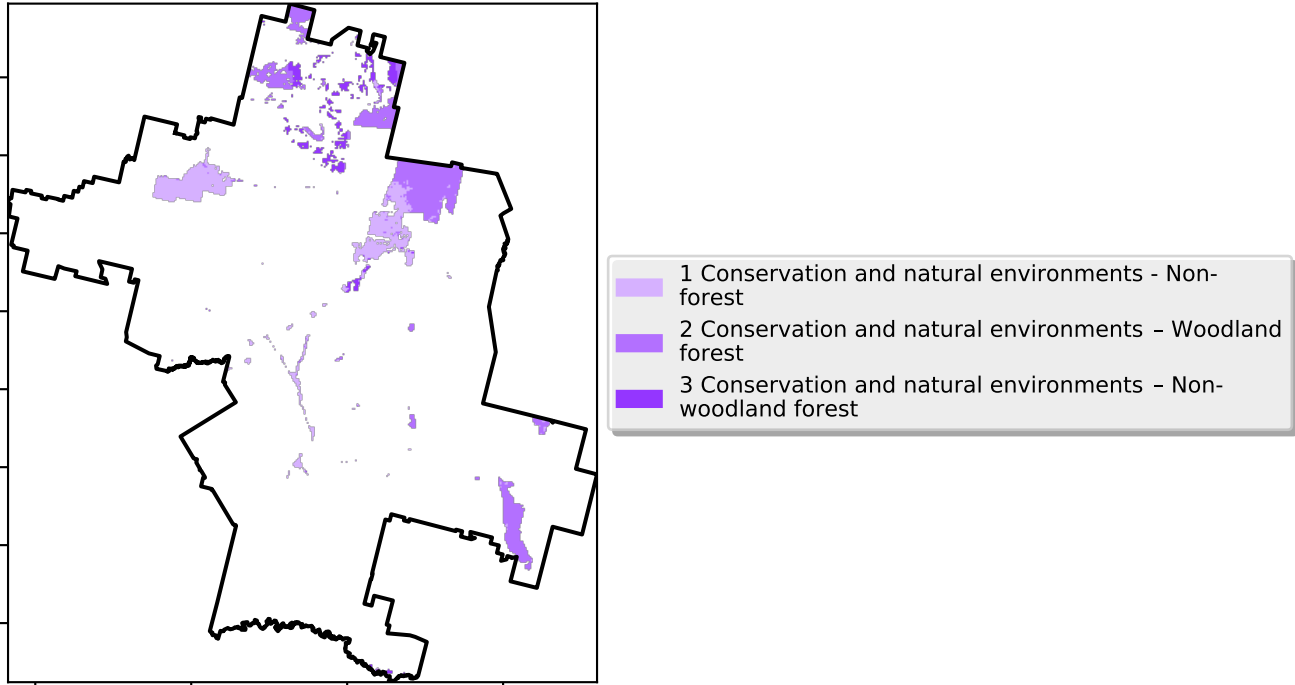 1 Conservation and natural environments - Non-
forest
2 Conservation and natural environments – Woodland
forest
3 Conservation and natural environments – Non-
woodland forest